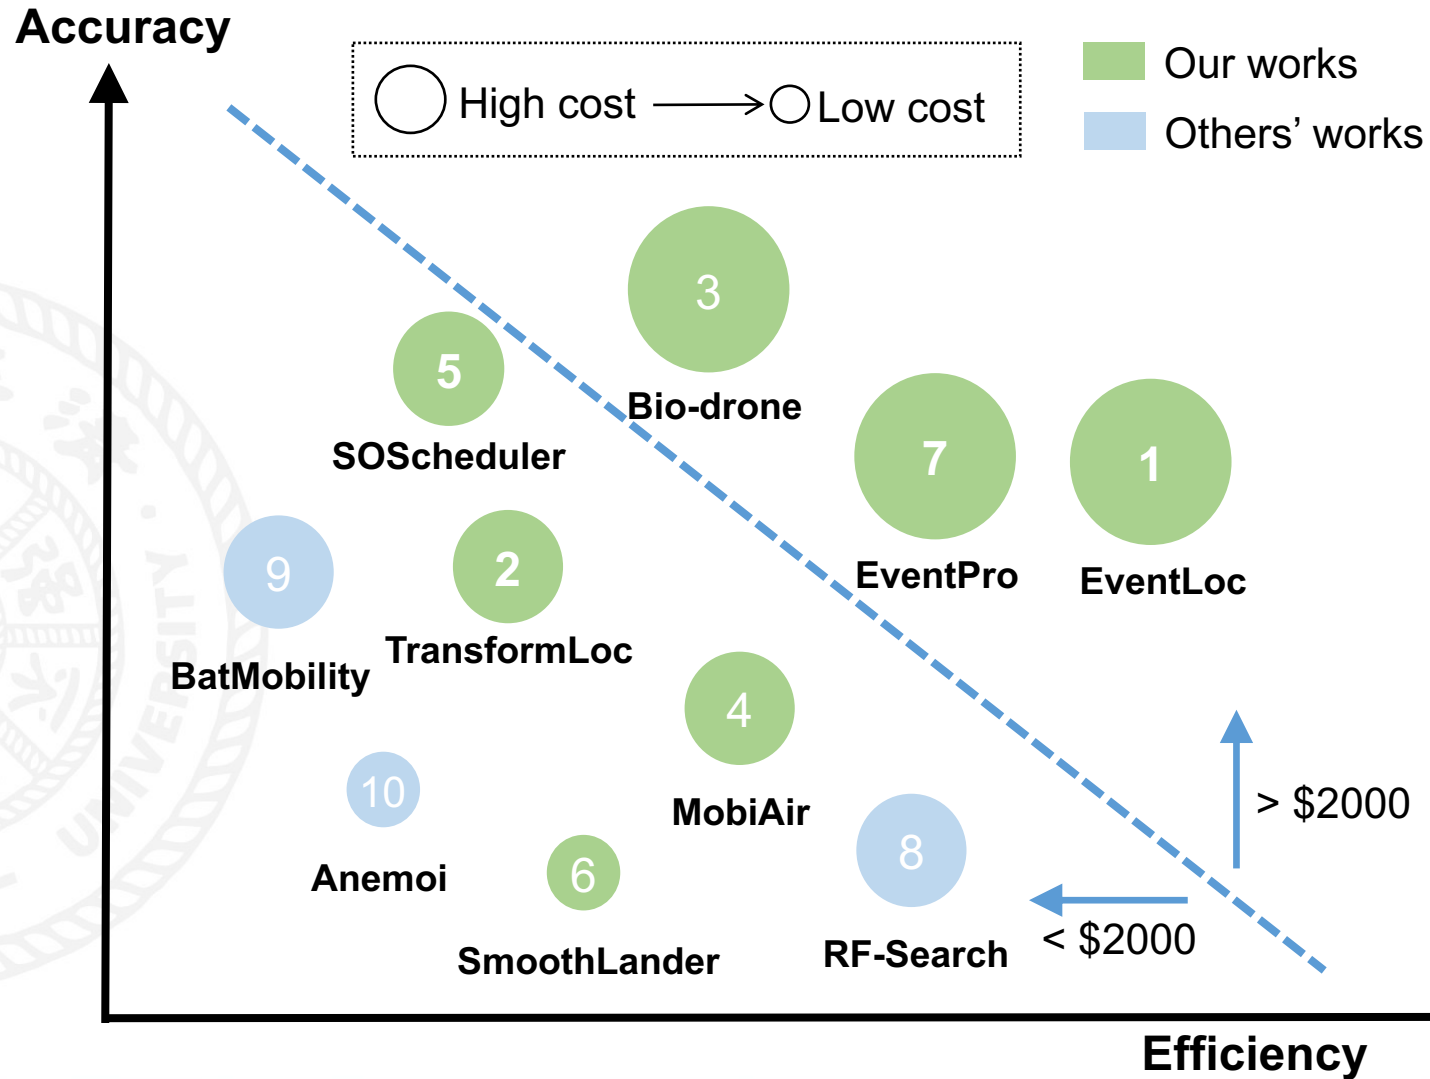 Accuracy
High cost
Low cost
Our works
Others’ works
3
Bio-drone
5
SOScheduler
7
EventPro
1
EventLoc
9
BatMobility
2
TransformLoc
4
MobiAir
10
Anemoi
6
SmoothLander
8
RF-Search
> $2000
< $2000
Efficiency
UNIVERSITY